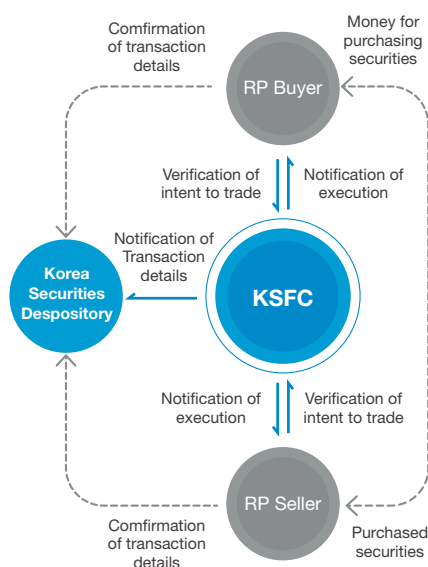 Comfirmation
of transaction
details
Money for
purchasing
securities
RP Buyer
Verification of
intent to trade
Notification of
execution
Notification of
Transaction
details
Korea
Securities
Despository
KSFC
Notification of
execution
Verification of
intent to trade
RP Seller
Comfirmation
of transaction
details
Purchased
securities